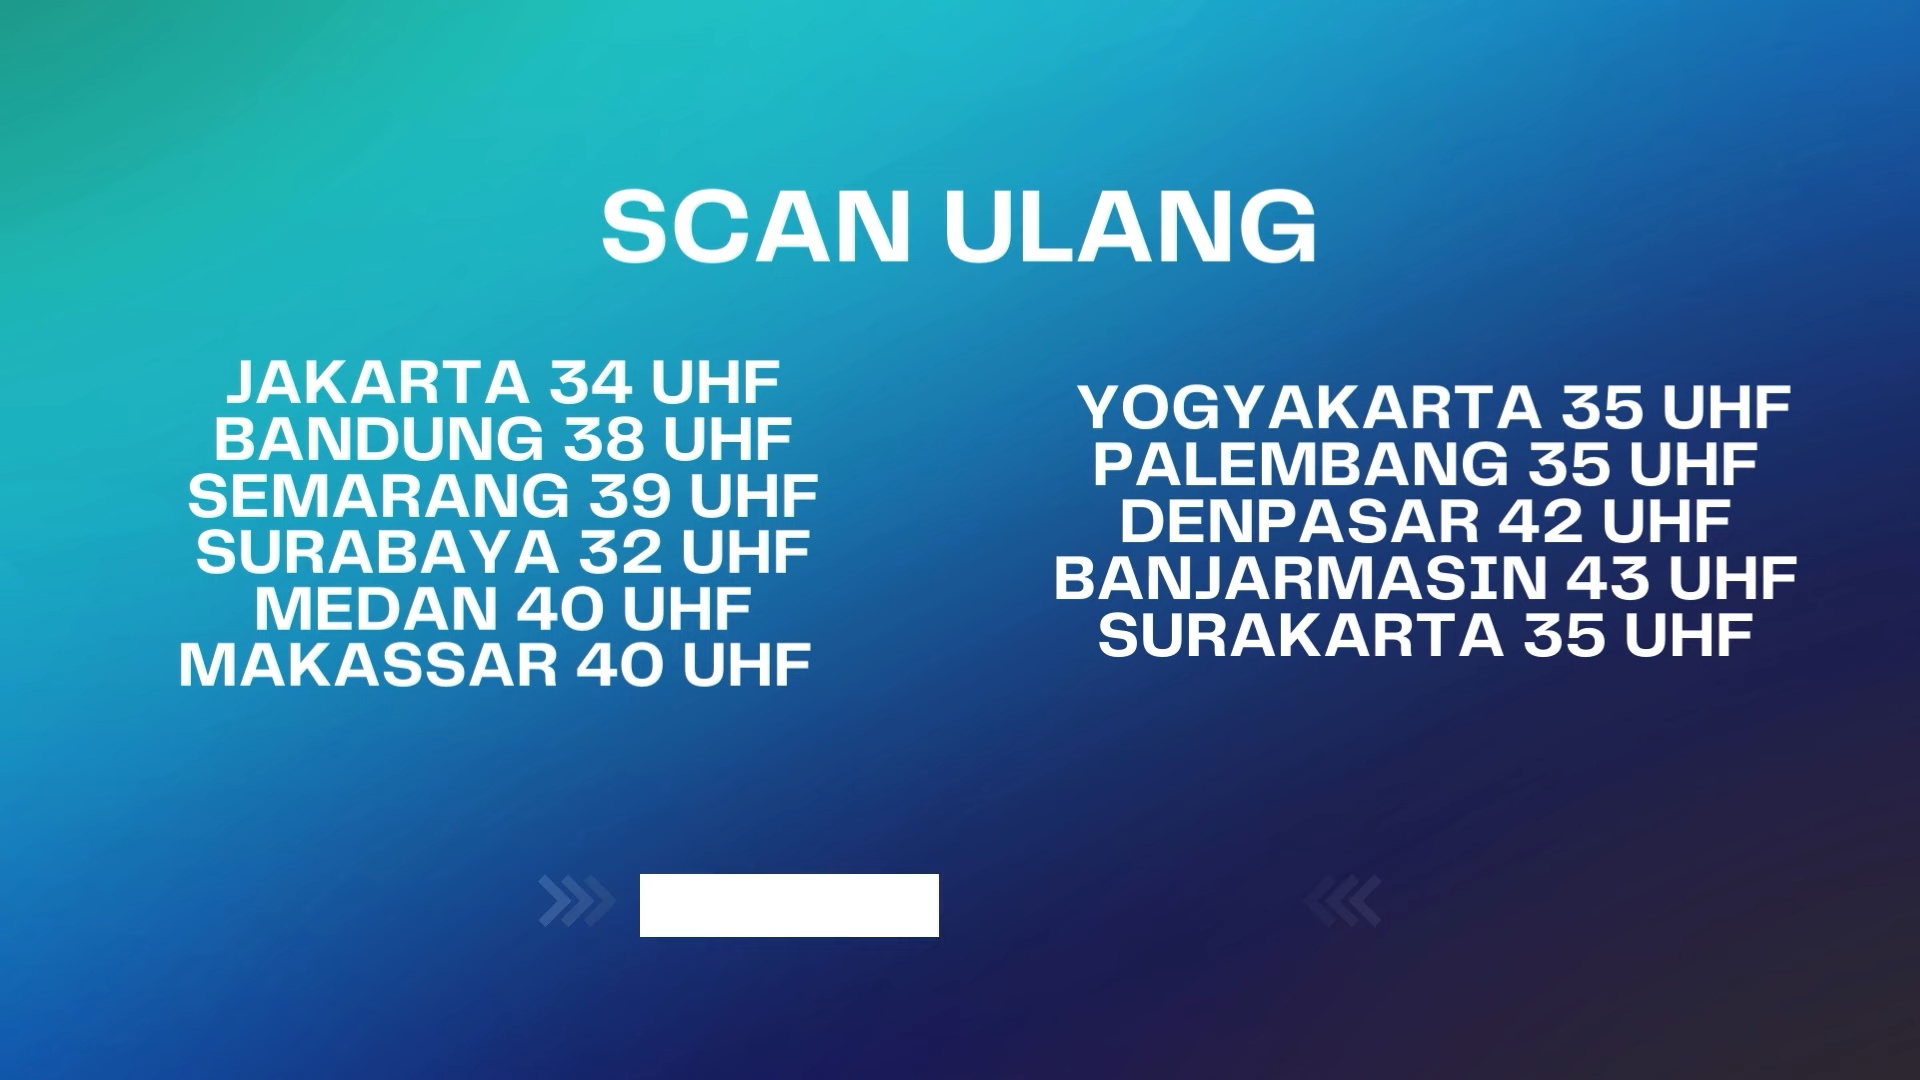 SCAN ULANG
JAKARTA 34 UHF
BANDUNG 38 UHF
SEMARANG 39 UHF
SURABAYA 32 UHF
MEDAN 40 UHF
MAKASSAR 40 UHF
YOGYAKARTA 35 UHF
PALEMBANG 35 UHF
DENPASAR 42 UHF
BANJARMASIN 43 UHF
SURAKARTA 35 UHF